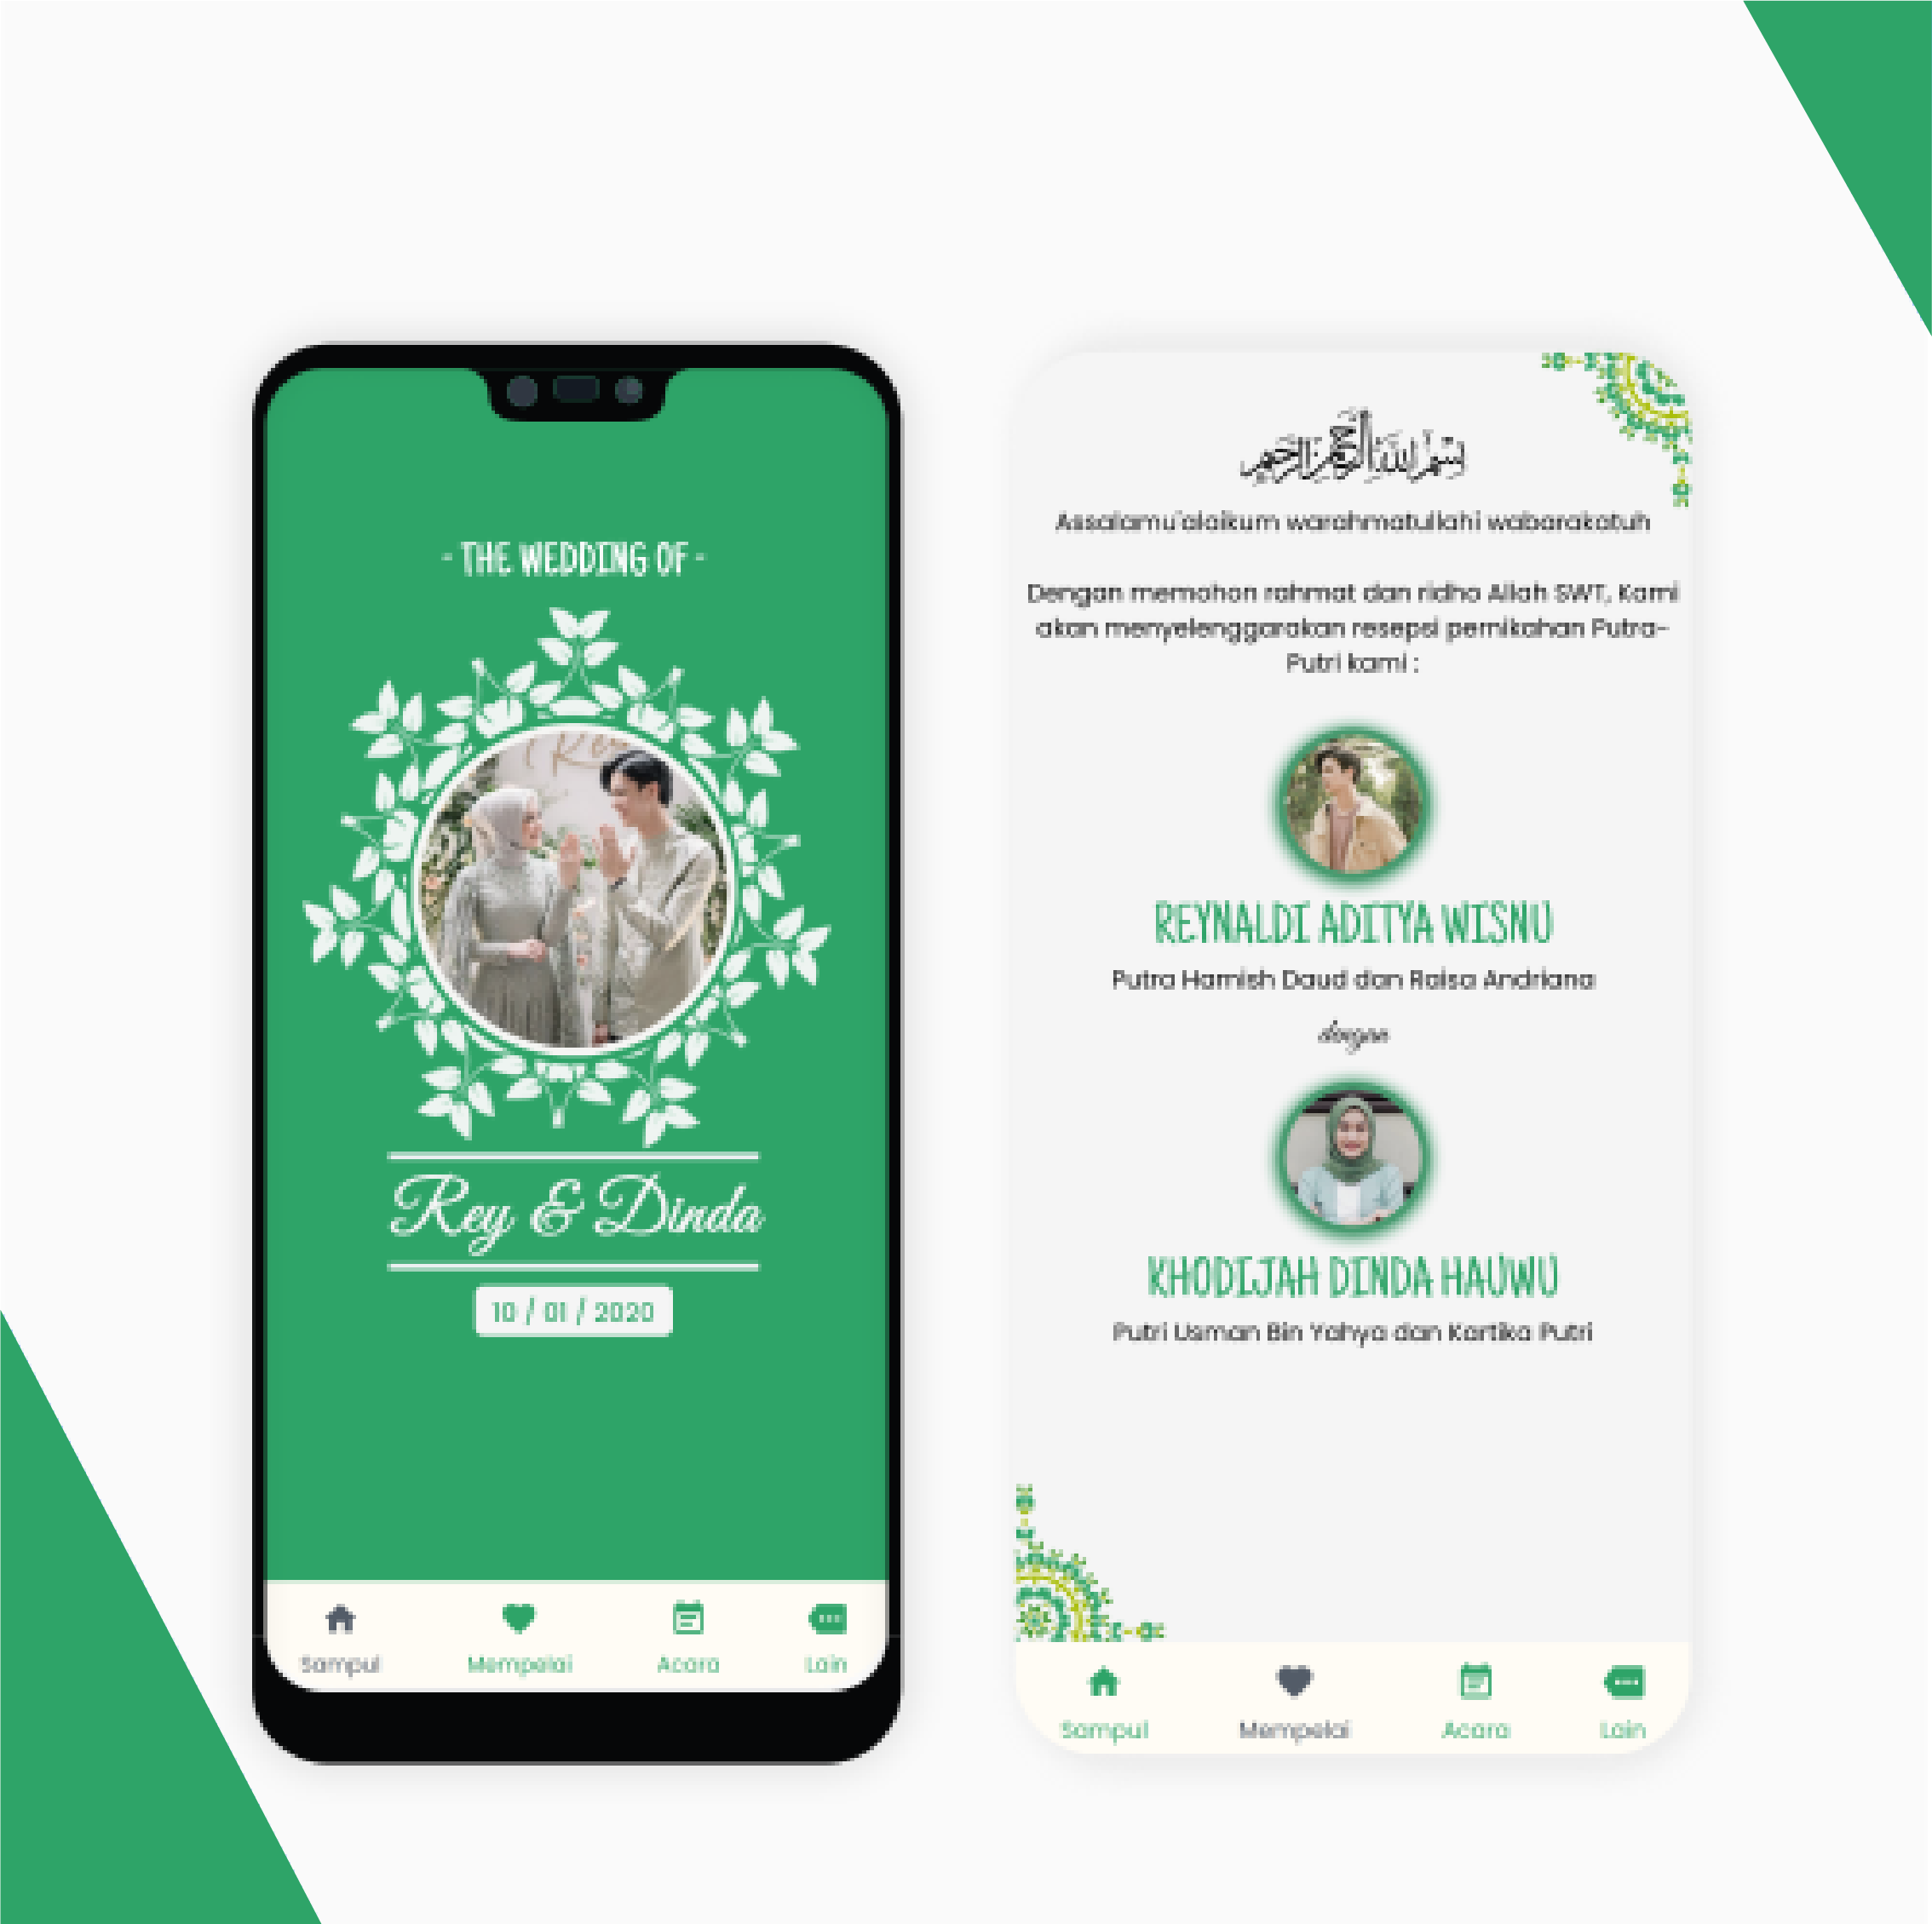 - THE WEDDING OF -
Rey & Dinda
10 / 01 / 2020
Sampul Mempelai Acara Lain
بسم الله الرحمن الرحيم
Assalamu'alaikum warahmatullahi wabarakatuh
Dengan memohon rahmat dan ridho Allah SWT, Kami
akan menyelenggarakan resepsi pernikahan Putra-
Putri kami :
REYNALDI ADITYA WISNU
Putra Hamish Daud dan Raisa Andriana
dengan
KHODIJAH DINDA HAUWU
Putri Usman Bin Yahya dan Kartika Putri
Sampul Mempelai Acara Lain